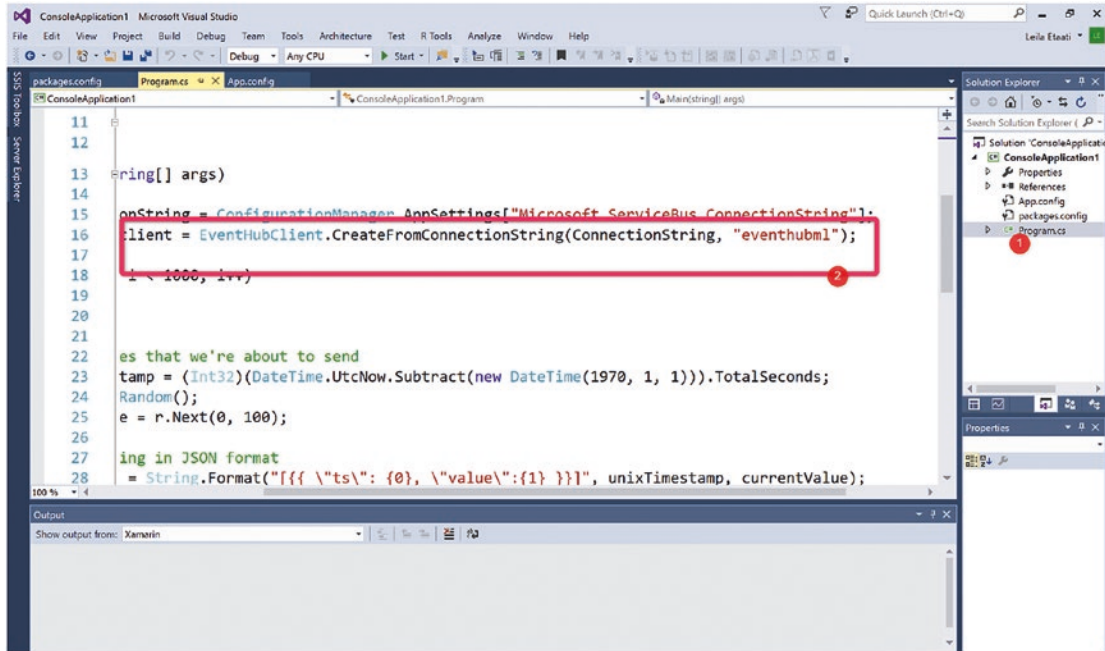 ConsoleApplication1 Microsoft Visual Studio
Quick Launch (Ctrl+Q)
File Edit View Project Build Debug Team Tools Architecture Test R Tools Analyze Window Help
Leila Etaati
Debug Any CPU Start
SSIS Toolbox
Server Explorer
packages.config Program.cs App.config
ConsoleApplication1 ConsoleApplication1.Program Main(string[] args)
11
12
13 ring[] args)
14
15 onString = ConfigurationManager.AppSettings["Microsoft.ServiceBus.ConnectionString"];
16 client = EventHubClient.CreateFromConnectionString(ConnectionString, "eventhubml");
17
18 i < 1000, i++)
19
20
21
22 es that we're about to send
23 tamp = (Int32)(DateTime.UtcNow.Subtract(new DateTime(1970, 1, 1))).TotalSeconds;
24 Random();
25 e = r.Next(0, 100);
26
27 ing in JSON format
28 = String.Format("[{{ \"ts\": {0}, \"value\":{1} }}]", unixTimestamp, currentValue);
2
100 %
Output
Show output from: Xamarin
Solution Explorer
Search Solution Explorer (
Solution 'ConsoleApplicatio
ConsoleApplication1
Properties
References
App.config
packages.config
Program.cs
1
Properties